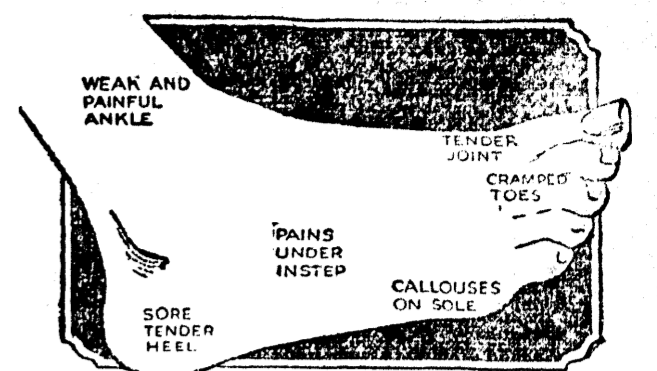 WEAK AND
PAINFUL
ANKLE
TENDER
JOINT
CRAMPED
TOES
PAINS
UNDER
INSTEP
CALLOUSES
ON SOLE
SORE
TENDER
HEEL